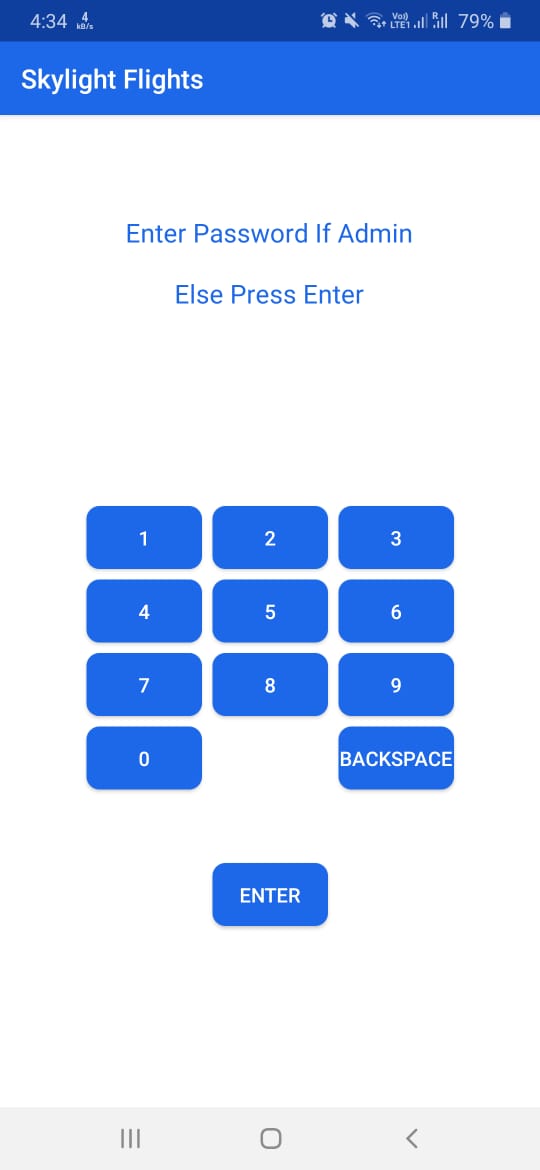 4:34 4 kB/s Vo) LTE1 R 79%
Skylight Flights
Enter Password If Admin
Else Press Enter
1 2 3
4 5 6
7 8 9
0 BACKSPACE
ENTER